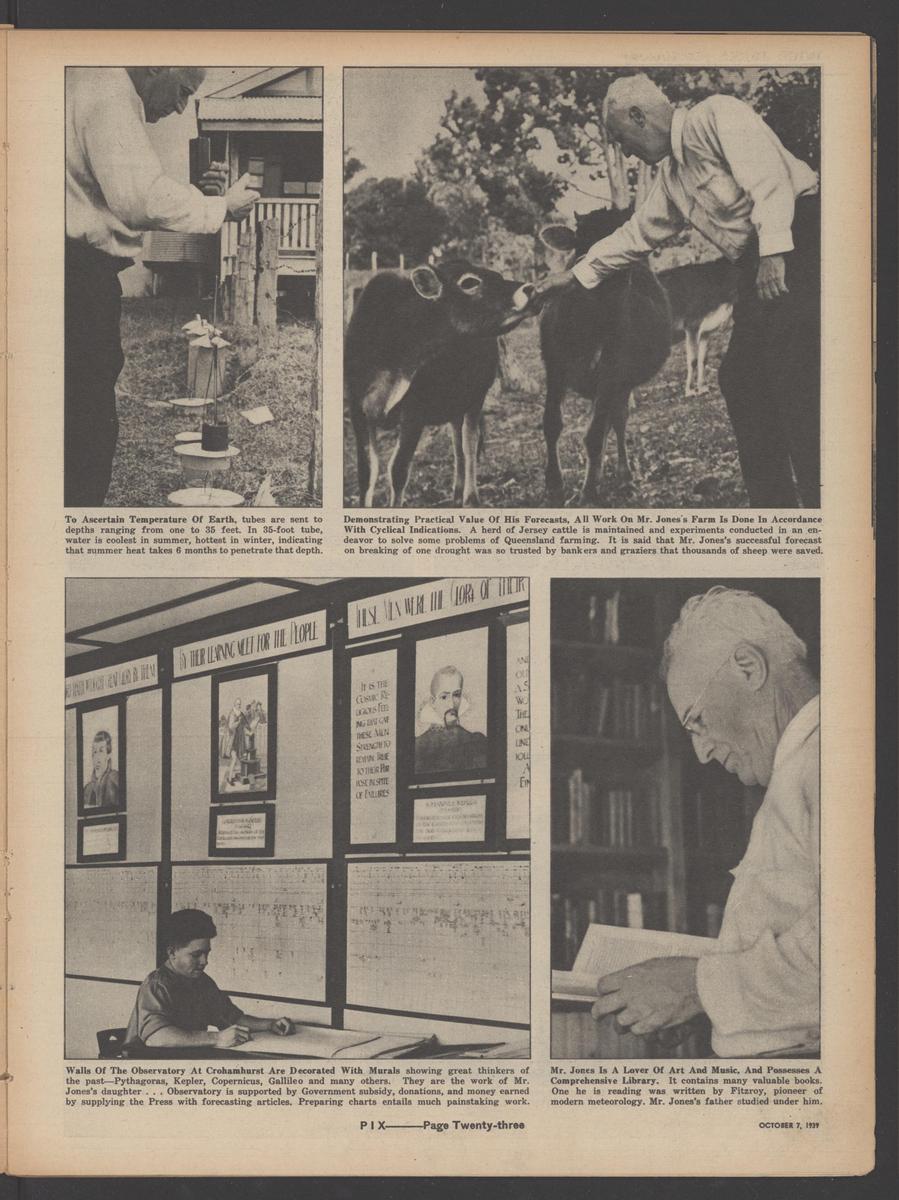 To Ascertain Temperature Of Earth, tubes are sent to
depths ranging from one to 35 feet. In 35-foot tube,
water is coolest in summer, hottest in winter, indicating
that summer heat takes 6 months to penetrate that depth.
Demonstrating Practical Value Of His Forecasts, All Work On Mr. Jones's Farm Is Done In Accordance
With Cyclical Indications. A herd of Jersey cattle is maintained and experiments conducted in an en-
deavor to solve some problems of Queensland farming. It is said that Mr. Jones's successful forecast
on breaking of one drought was so trusted by bankers and graziers that thousands of sheep were saved.
BY THEIR LEARNING MEET FOR THE PEOPLE
THESE MEN WERE THE GLORY OF THEIR
IT IS THE
COSMIC RE-
LIGIOUS FEEL
ING THAT GAVE
THESE MEN
STRENGTH TO
REMAIN TRUE
TO THEIR PUR
POSE IN SPITE
OF FAILURES
Walls Of The Observatory At Crohamhurst Are Decorated With Murals showing great thinkers of
the past—Pythagoras, Kepler, Copernicus, Gallileo and many others. They are the work of Mr.
Jones's daughter . . . Observatory is supported by Government subsidy, donations, and money earned
by supplying the Press with forecasting articles. Preparing charts entails much painstaking work.
Mr. Jones Is A Lover Of Art And Music, And Possesses A
Comprehensive Library. It contains many valuable books.
One he is reading was written by Fitzroy, pioneer of
modern meteorology. Mr. Jones's father studied under him.
PIX——Page Twenty-three
OCTOBER 7, 1939